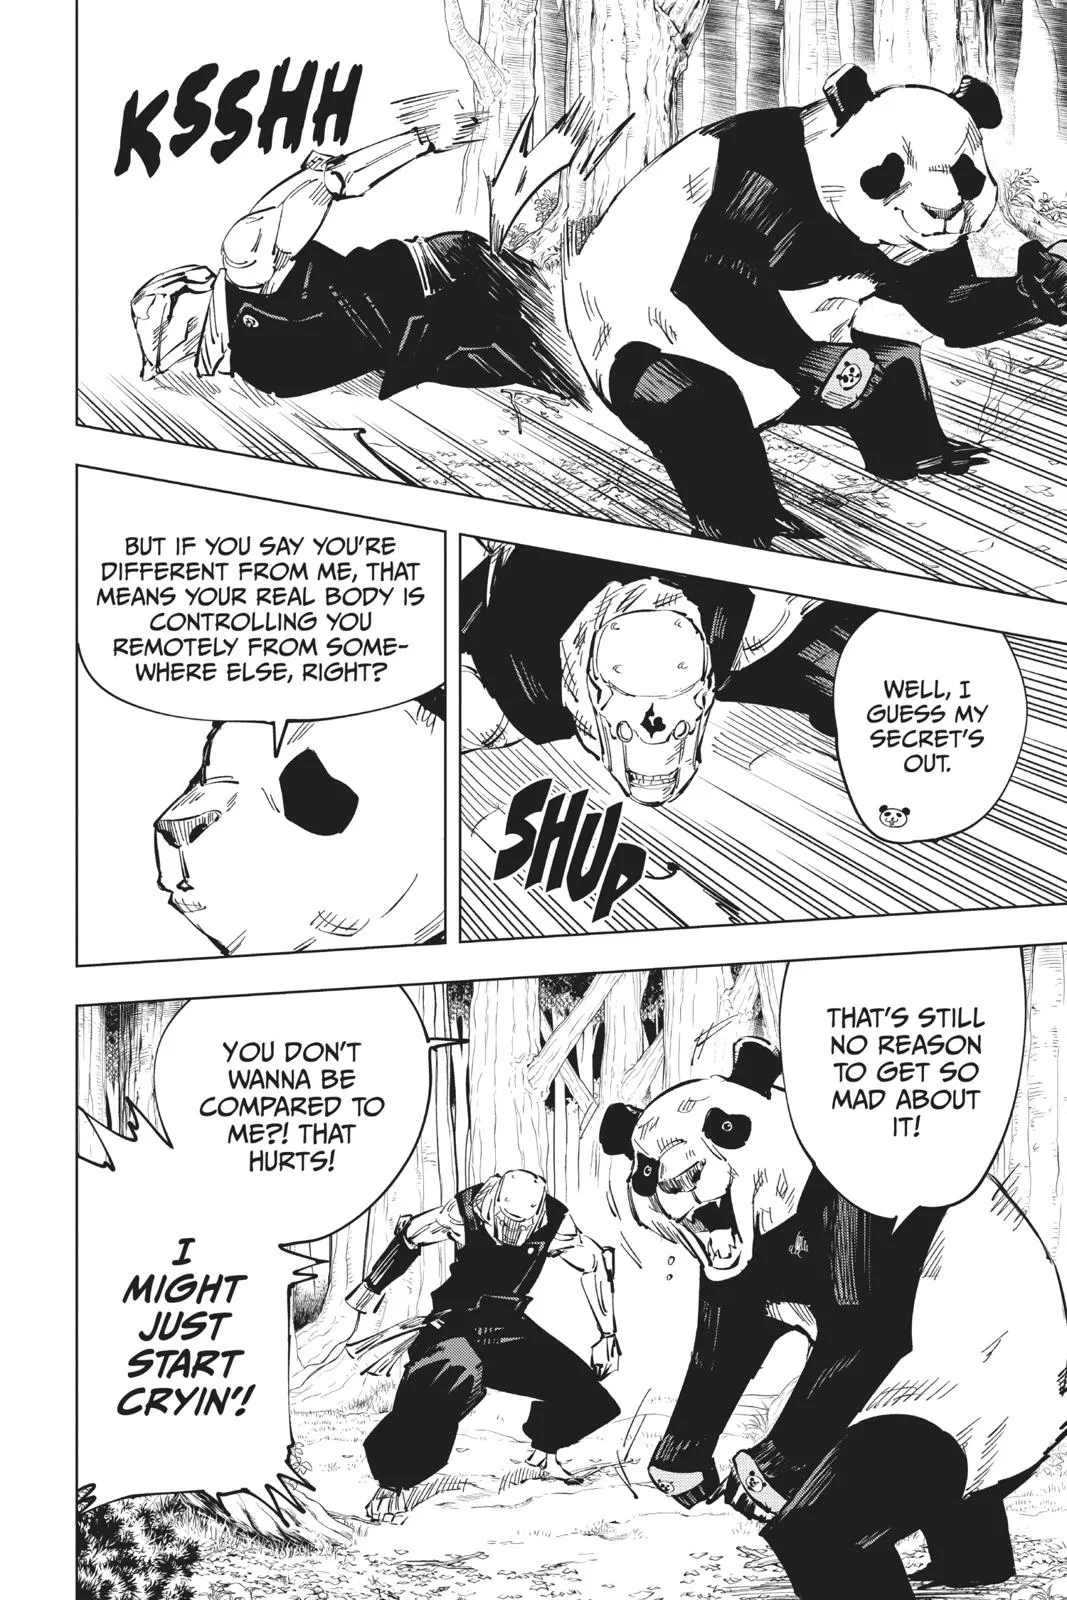 KSSHH
WELL, I
GUESS MY
SECRET'S
OUT.
SHUP
BUT IF YOU SAY YOU'RE
DIFFERENT FROM ME, THAT
MEANS YOUR REAL BODY IS
CONTROLLING YOU
REMOTELY FROM SOME-
WHERE ELSE, RIGHT?
THAT'S STILL
NO REASON
TO GET SO
MAD ABOUT
IT!
YOU DON'T
WANNA BE
COMPARED TO
ME?! THAT
HURTS!
I
MIGHT
JUST
START
CRYIN'!